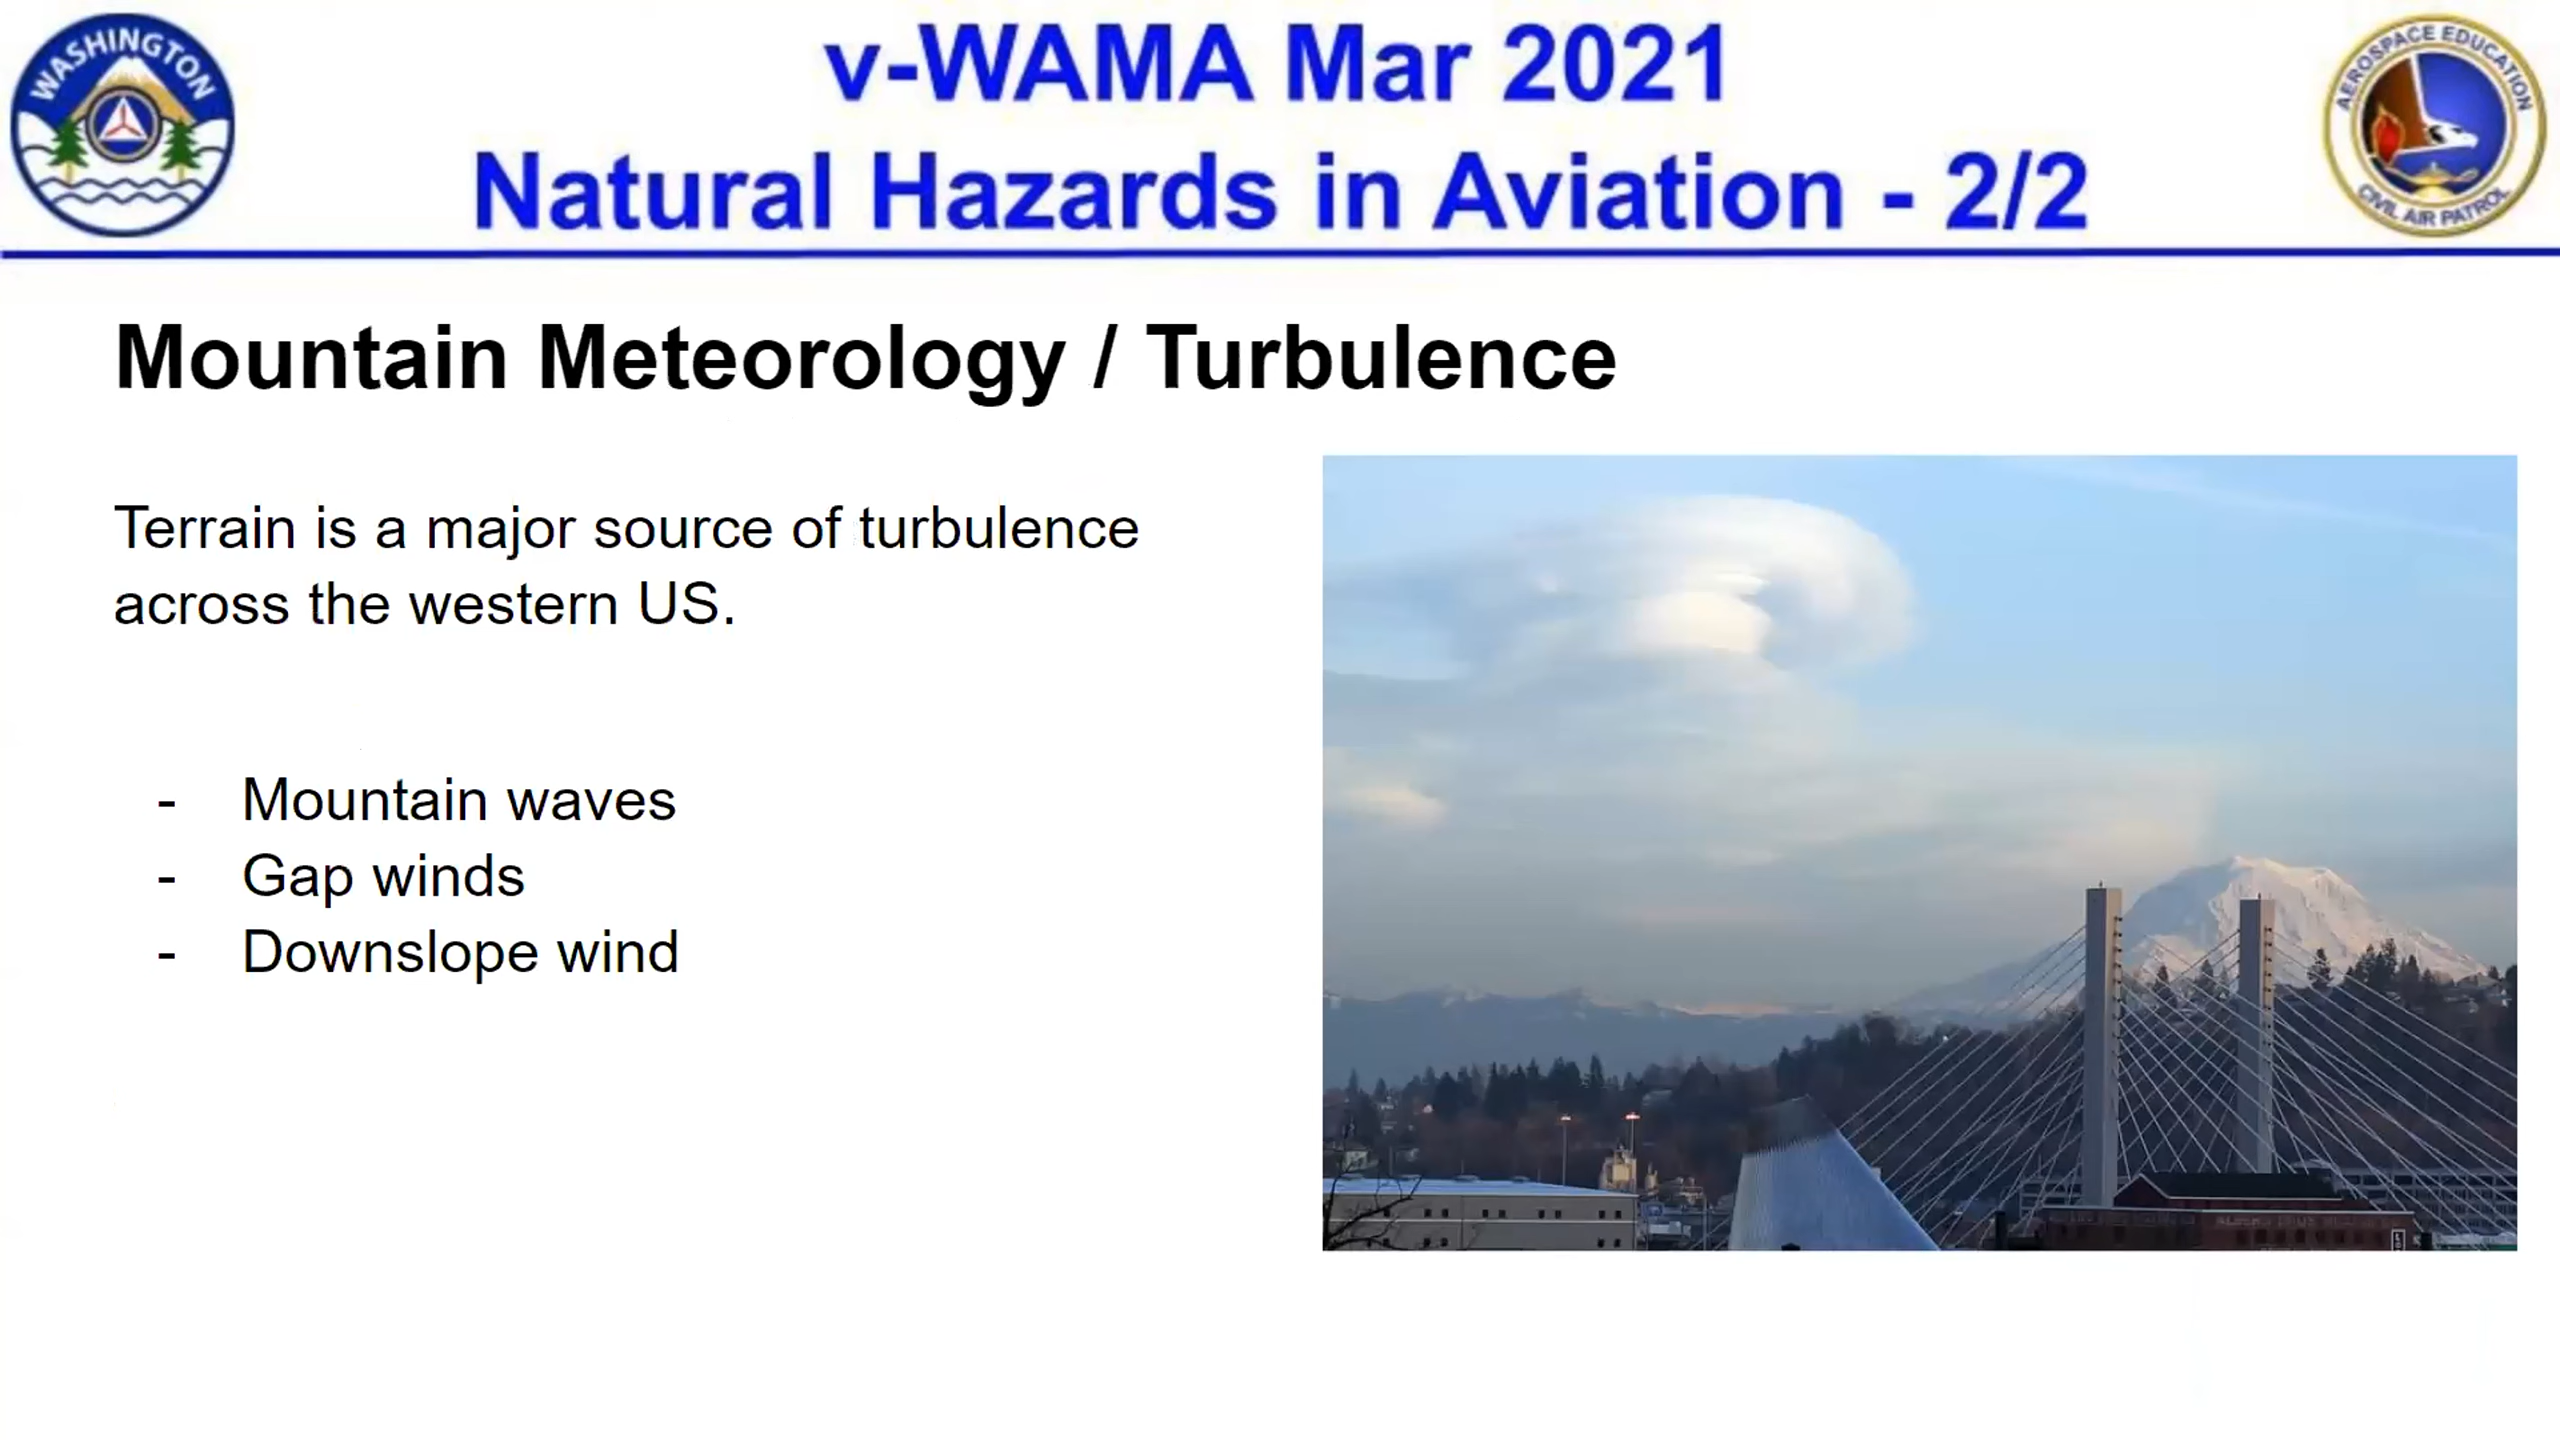 WASHINGTON
v-WAMA Mar 2021
Natural Hazards in Aviation - 2/2
AEROSPACE EDUCATION
CIVIL AIR PATROL
Mountain Meteorology / Turbulence
Terrain is a major source of turbulence
across the western US.
- Mountain waves
- Gap winds
- Downslope wind